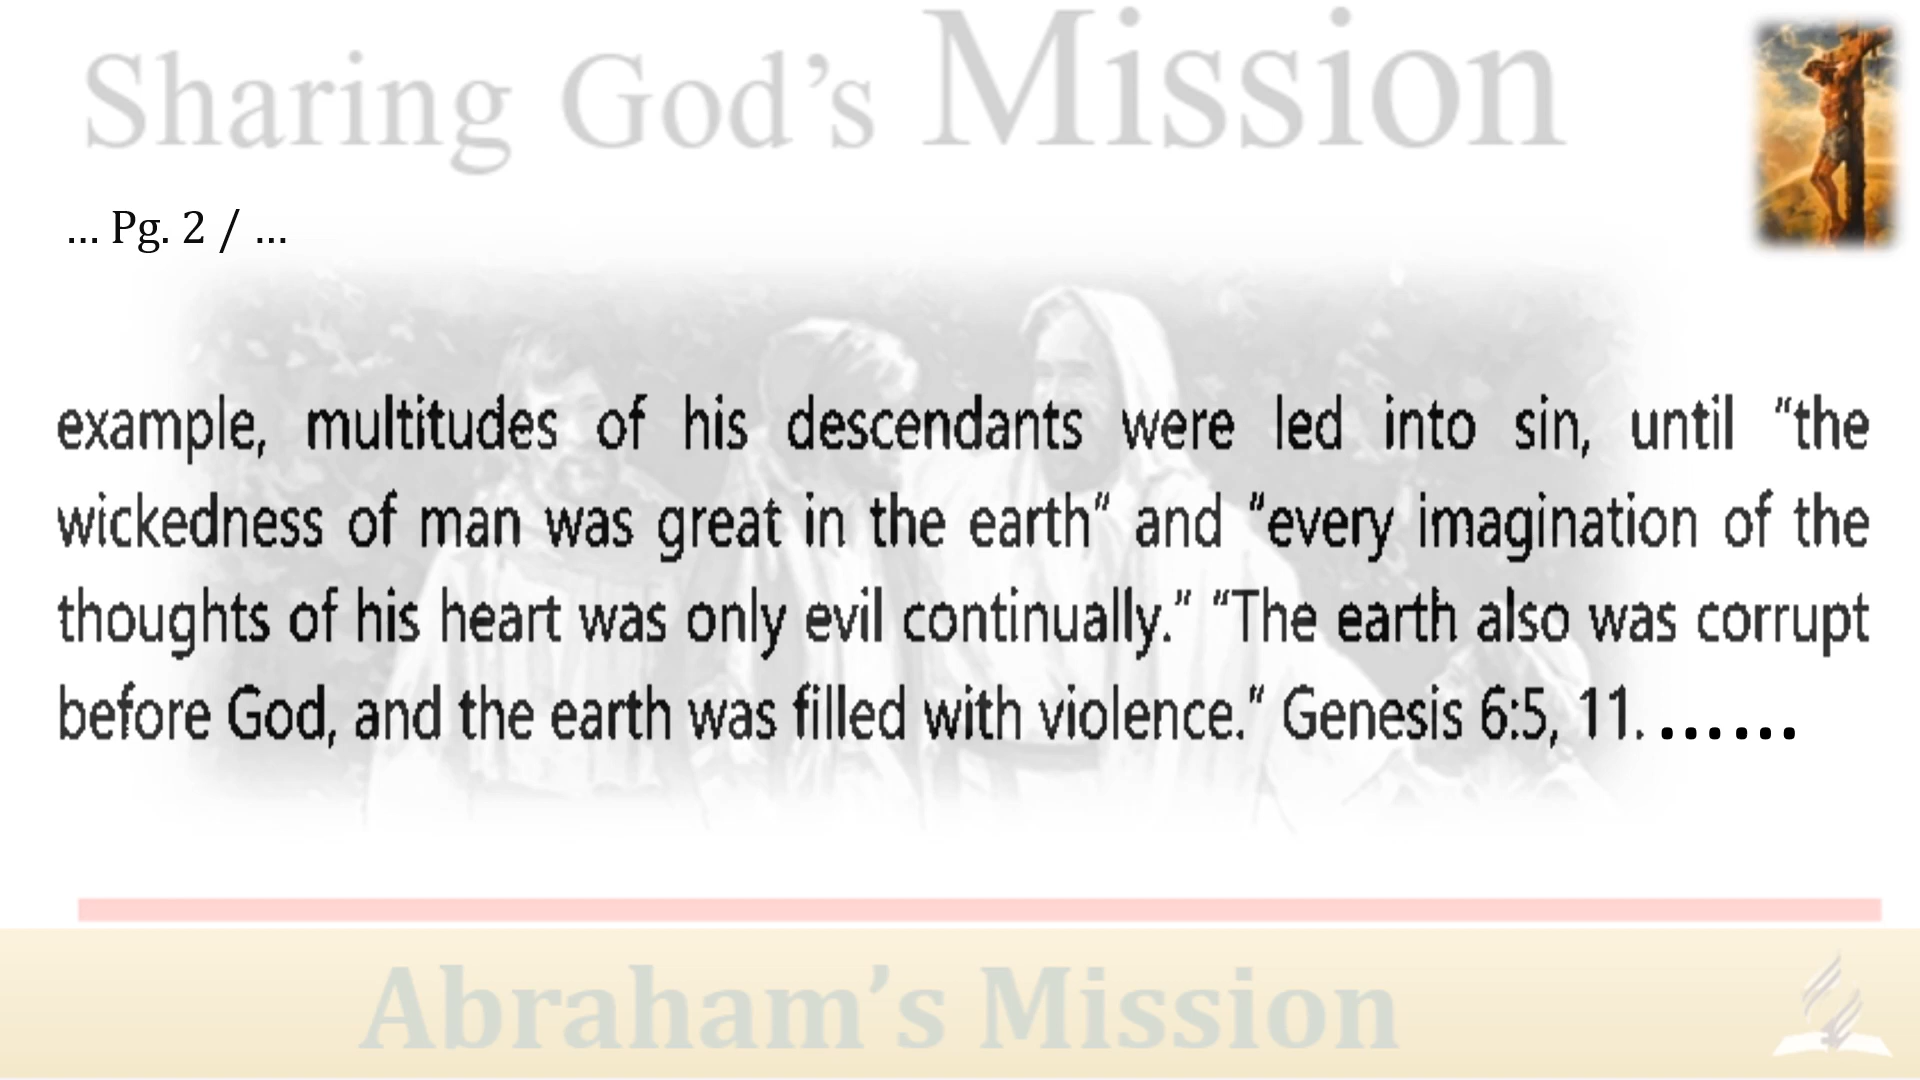 Sharing God’s Mission
... Pg. 2 / ...
example, multitudes of his descendants were led into sin, until “the
wickedness of man was great in the earth” and “every imagination of the
thoughts of his heart was only evil continually.” “The earth also was corrupt
before God, and the earth was filled with violence.” Genesis 6:5, 11. ......
Abraham’s Mission